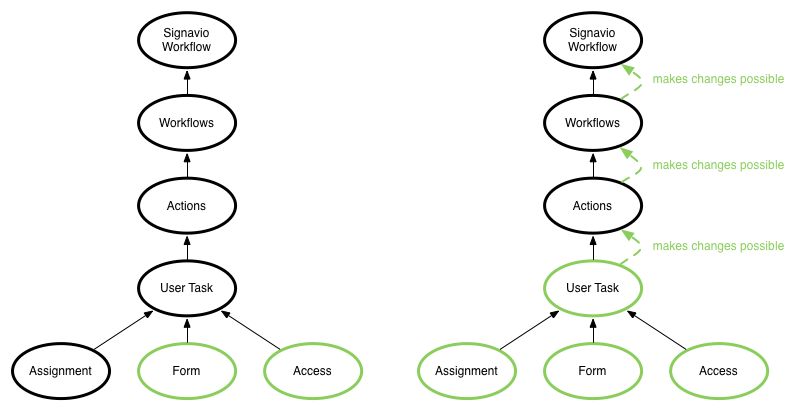 Signavio
Workflow
Workflows
Actions
User Task
Assignment
Form
Access
Signavio
Workflow
makes changes possible
Workflows
makes changes possible
Actions
makes changes possible
User Task
Assignment
Form
Access